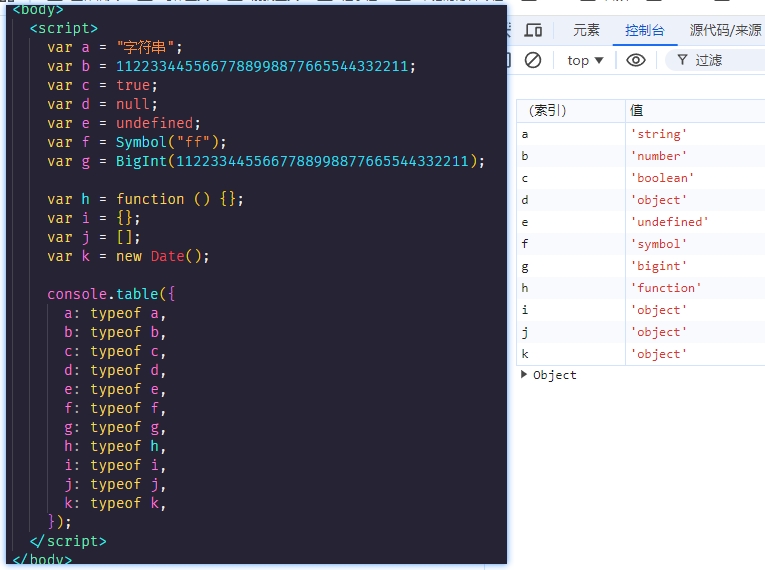 <body>
<script>
var a = "字符串";
var b = 1122334455667788998877665544332211;
var c = true;
var d = null;
var e = undefined;
var f = Symbol("ff");
var g = BigInt(1122334455667788998877665544332211);
var h = function () {};
var i = {};
var j = [];
var k = new Date();
console.table({
a: typeof a,
b: typeof b,
c: typeof c,
d: typeof d,
e: typeof e,
f: typeof f,
g: typeof g,
h: typeof h,
i: typeof i,
j: typeof j,
k: typeof k,
});
</script>
</body>
元素 控制台 源代码/来源
top 过滤
(索引) 值
a 'string'
b 'number'
c 'boolean'
d 'object'
e 'undefined'
f 'symbol'
g 'bigint'
h 'function'
i 'object'
j 'object'
k 'object'
Object